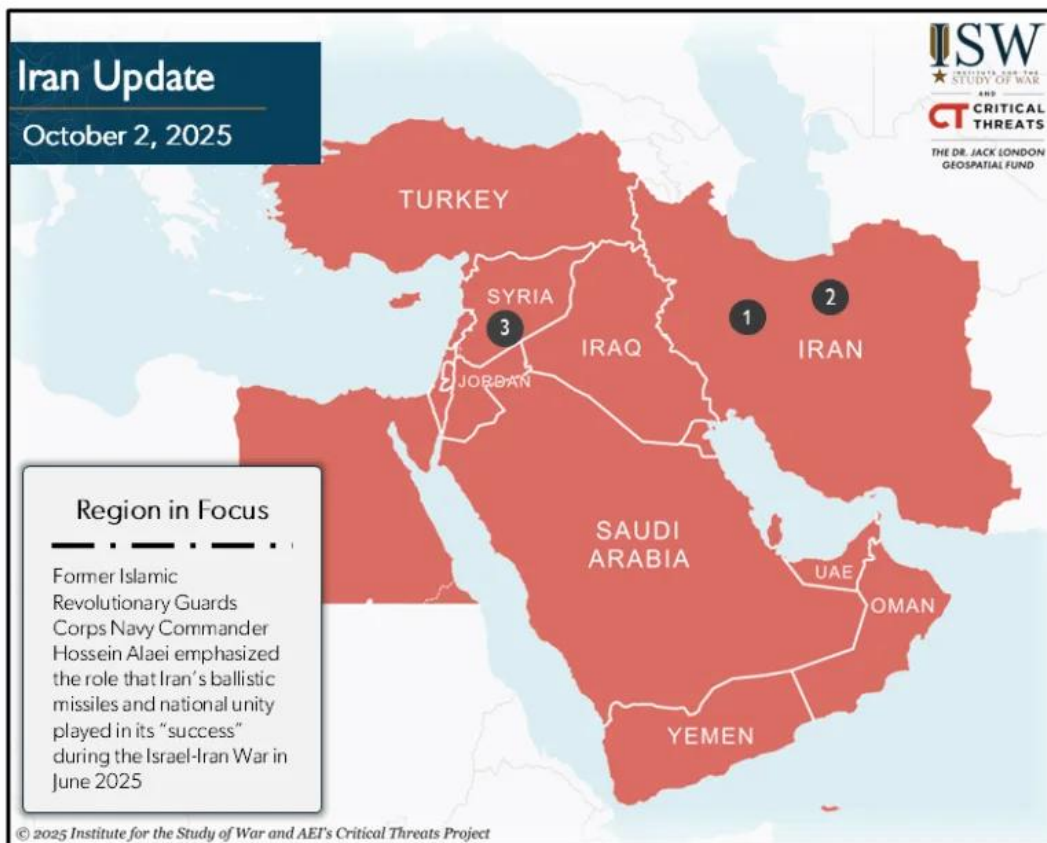 Iran Update
October 2, 2025
ISW
INSTITUTE FOR THE
STUDY OF WAR
AND
CT CRITICAL
THREATS
THE DR. JACK LONDON
GEOSPATIAL FUND
TURKEY
SYRIA
2
3
1
IRAQ
IRAN
JORDAN
SAUDI
ARABIA
UAE
OMAN
YEMEN
Region in Focus
Former Islamic
Revolutionary Guards
Corps Navy Commander
Hossein Alaei emphasized
the role that Iran's ballistic
missiles and national unity
played in its “success”
during the Israel-Iran War in
June 2025
© 2025 Institute for the Study of War and AEI's Critical Threats Project